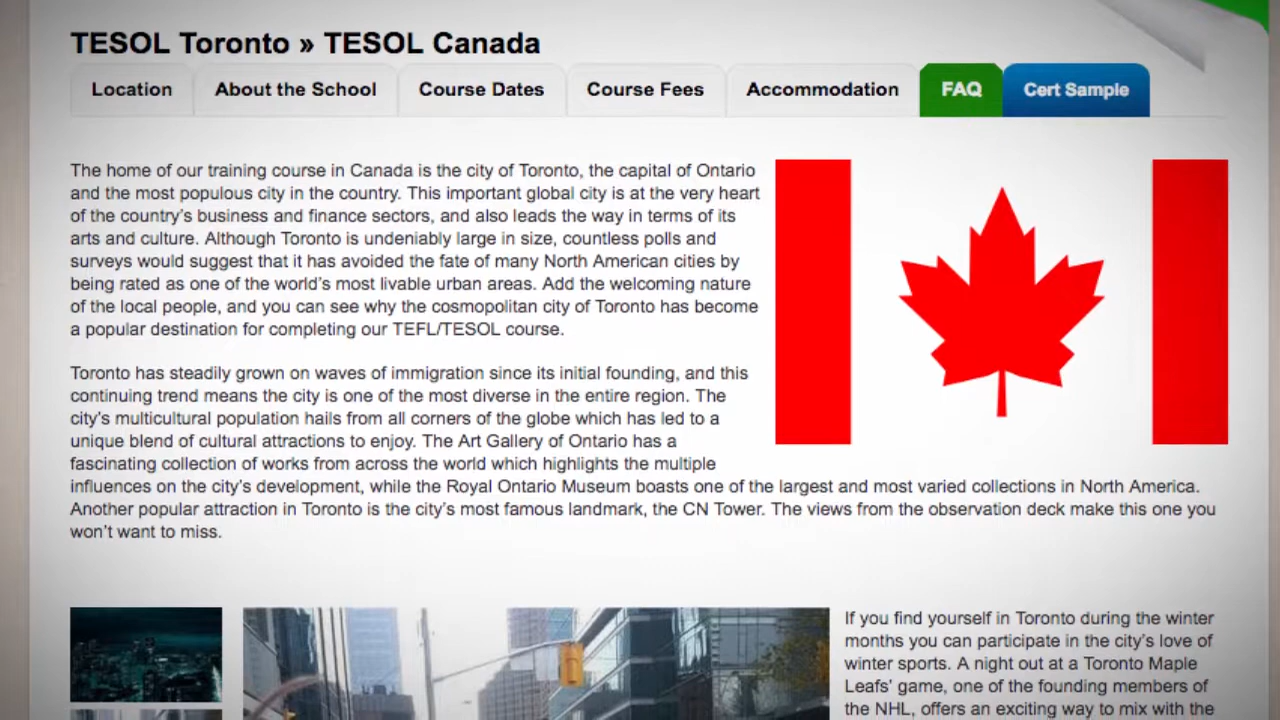 TESOL Toronto » TESOL Canada
Location
About the School
Course Dates
Course Fees
Accommodation
FAQ
Cert Sample
The home of our training course in Canada is the city of Toronto, the capital of Ontario
and the most populous city in the country. This important global city is at the very heart
of the country's business and finance sectors, and also leads the way in terms of its
arts and culture. Although Toronto is undeniably large in size, countless polls and
surveys would suggest that it has avoided the fate of many North American cities by
being rated as one of the world's most livable urban areas. Add the welcoming nature
of the local people, and you can see why the cosmopolitan city of Toronto has become
a popular destination for completing our TEFL/TESOL course.
Toronto has steadily grown on waves of immigration since its initial founding, and this
continuing trend means the city is one of the most diverse in the entire region. The
city's multicultural population hails from all corners of the globe which has led to a
unique blend of cultural attractions to enjoy. The Art Gallery of Ontario has a
fascinating collection of works from across the world which highlights the multiple
influences on the city's development, while the Royal Ontario Museum boasts one of the largest and most varied collections in North America.
Another popular attraction in Toronto is the city's most famous landmark, the CN Tower. The views from the observation deck make this one you
won't want to miss.
If you find yourself in Toronto during the winter
months you can participate in the city's love of
winter sports. A night out at a Toronto Maple
Leafs' game, one of the founding members of
the NHL, offers an exciting way to mix with the